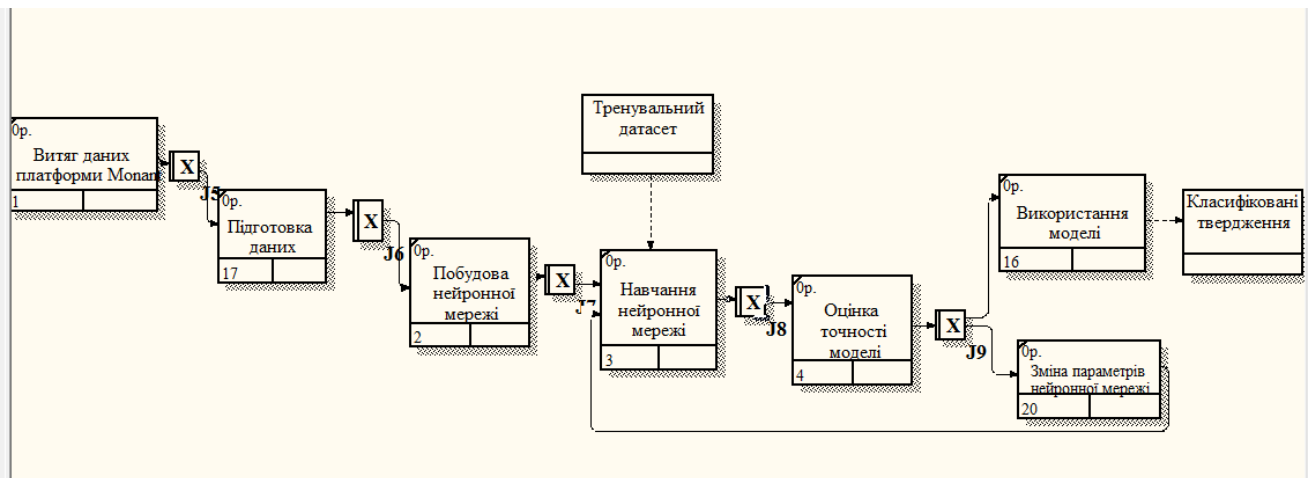 0р.
Витяг даних
платформи Monant
1
X
J5
0р.
Підготовка
даних
17
X
J6
0р.
Побудова
нейронної
мережі
2
X
J7
Тренувальний
датасет
0р.
Навчання
нейронної
мережі
3
X
J8
0р.
Оцінка
точності
моделі
4
X
J9
0р.
Використання
моделі
16
Класифіковані
твердження
0р.
Зміна параметрів
нейронної мережі
20